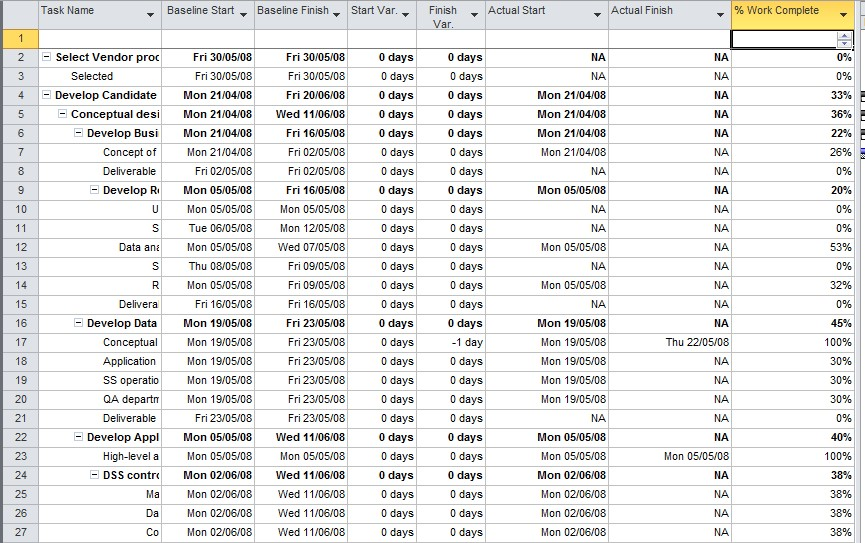 Task Name Baseline Start Baseline Finish Start Var. Finish Var. Actual Start Actual Finish % Work Complete
1
2 Select Vendor proc Fri 30/05/08 Fri 30/05/08 0 days 0 days NA NA 0%
3 Selected Fri 30/05/08 Fri 30/05/08 0 days 0 days NA NA 0%
4 Develop Candidate Mon 21/04/08 Fri 20/06/08 0 days 0 days Mon 21/04/08 NA 33%
5 Conceptual desi Mon 21/04/08 Wed 11/06/08 0 days 0 days Mon 21/04/08 NA 36%
6 Develop Busi Mon 21/04/08 Fri 16/05/08 0 days 0 days Mon 21/04/08 NA 22%
7 Concept of Mon 21/04/08 Fri 02/05/08 0 days 0 days Mon 21/04/08 NA 26%
8 Deliverable Fri 02/05/08 Fri 02/05/08 0 days 0 days NA NA 0%
9 Develop Re Mon 05/05/08 Fri 16/05/08 0 days 0 days Mon 05/05/08 NA 20%
10 U Mon 05/05/08 Mon 05/05/08 0 days 0 days NA NA 0%
11 S Tue 06/05/08 Mon 12/05/08 0 days 0 days NA NA 0%
12 Data ana Mon 05/05/08 Wed 07/05/08 0 days 0 days Mon 05/05/08 NA 53%
13 S Thu 08/05/08 Fri 09/05/08 0 days 0 days NA NA 0%
14 R Mon 05/05/08 Fri 09/05/08 0 days 0 days Mon 05/05/08 NA 32%
15 Delivera Fri 16/05/08 Fri 16/05/08 0 days 0 days NA NA 0%
16 Develop Data Mon 19/05/08 Fri 23/05/08 0 days 0 days Mon 19/05/08 NA 45%
17 Conceptual Mon 19/05/08 Fri 23/05/08 0 days -1 day Mon 19/05/08 Thu 22/05/08 100%
18 Application Mon 19/05/08 Fri 23/05/08 0 days 0 days Mon 19/05/08 NA 30%
19 SS operatio Mon 19/05/08 Fri 23/05/08 0 days 0 days Mon 19/05/08 NA 30%
20 QA departm Mon 19/05/08 Fri 23/05/08 0 days 0 days Mon 19/05/08 NA 30%
21 Deliverable Fri 23/05/08 Fri 23/05/08 0 days 0 days NA NA 0%
22 Develop Appl Mon 05/05/08 Wed 11/06/08 0 days 0 days Mon 05/05/08 NA 40%
23 High-level a Mon 05/05/08 Mon 05/05/08 0 days 0 days Mon 05/05/08 Mon 05/05/08 100%
24 DSS contro Mon 02/06/08 Wed 11/06/08 0 days 0 days Mon 02/06/08 NA 38%
25 Ma Mon 02/06/08 Wed 11/06/08 0 days 0 days Mon 02/06/08 NA 38%
26 Da Mon 02/06/08 Wed 11/06/08 0 days 0 days Mon 02/06/08 NA 38%
27 Co Mon 02/06/08 Wed 11/06/08 0 days 0 days Mon 02/06/08 NA 38%